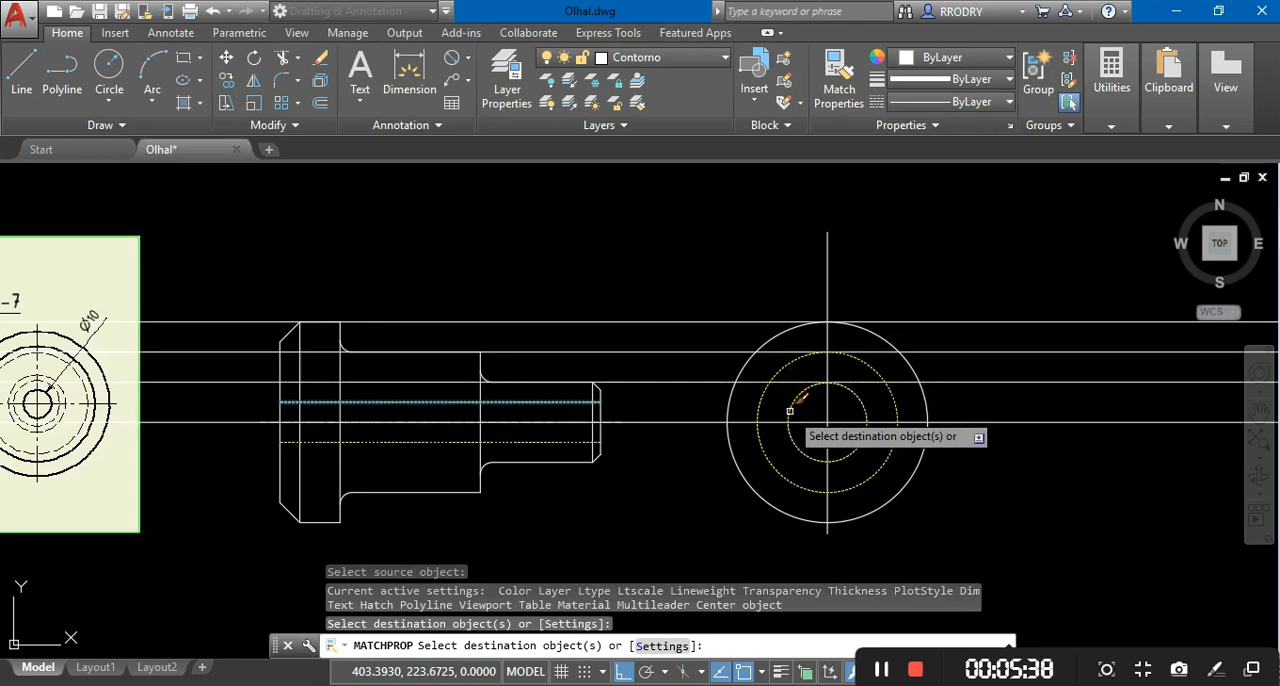 Drafting & Annotation
Olhal.dwg
Type a keyword or phrase
RRODRY
Home Insert Annotate Parametric View Manage Output Add-ins Collaborate Express Tools Featured Apps
Line Polyline Circle Arc
Text Dimension
Layer Properties
Contorno
Insert
Match Properties
ByLayer
ByLayer
ByLayer
Group
Utilities
Clipboard
View
Draw Modify Annotation Layers Block Properties Groups
Start Olhal*
N
W TOP E
S
WCS
-7
Ø10
Select destination object(s) or
Select source object:
Current active settings: Color Layer Ltype Ltscale Lineweight Transparency Thickness PlotStyle Dim
Text Hatch Polyline Viewport Table Material Multileader Center object
Select destination object(s) or [Settings]:
MATCHPROP Select destination object(s) or [Settings]:
Y
X
Model Layout1 Layout2
403.3930, 223.6725, 0.0000 MODEL
00:05:38